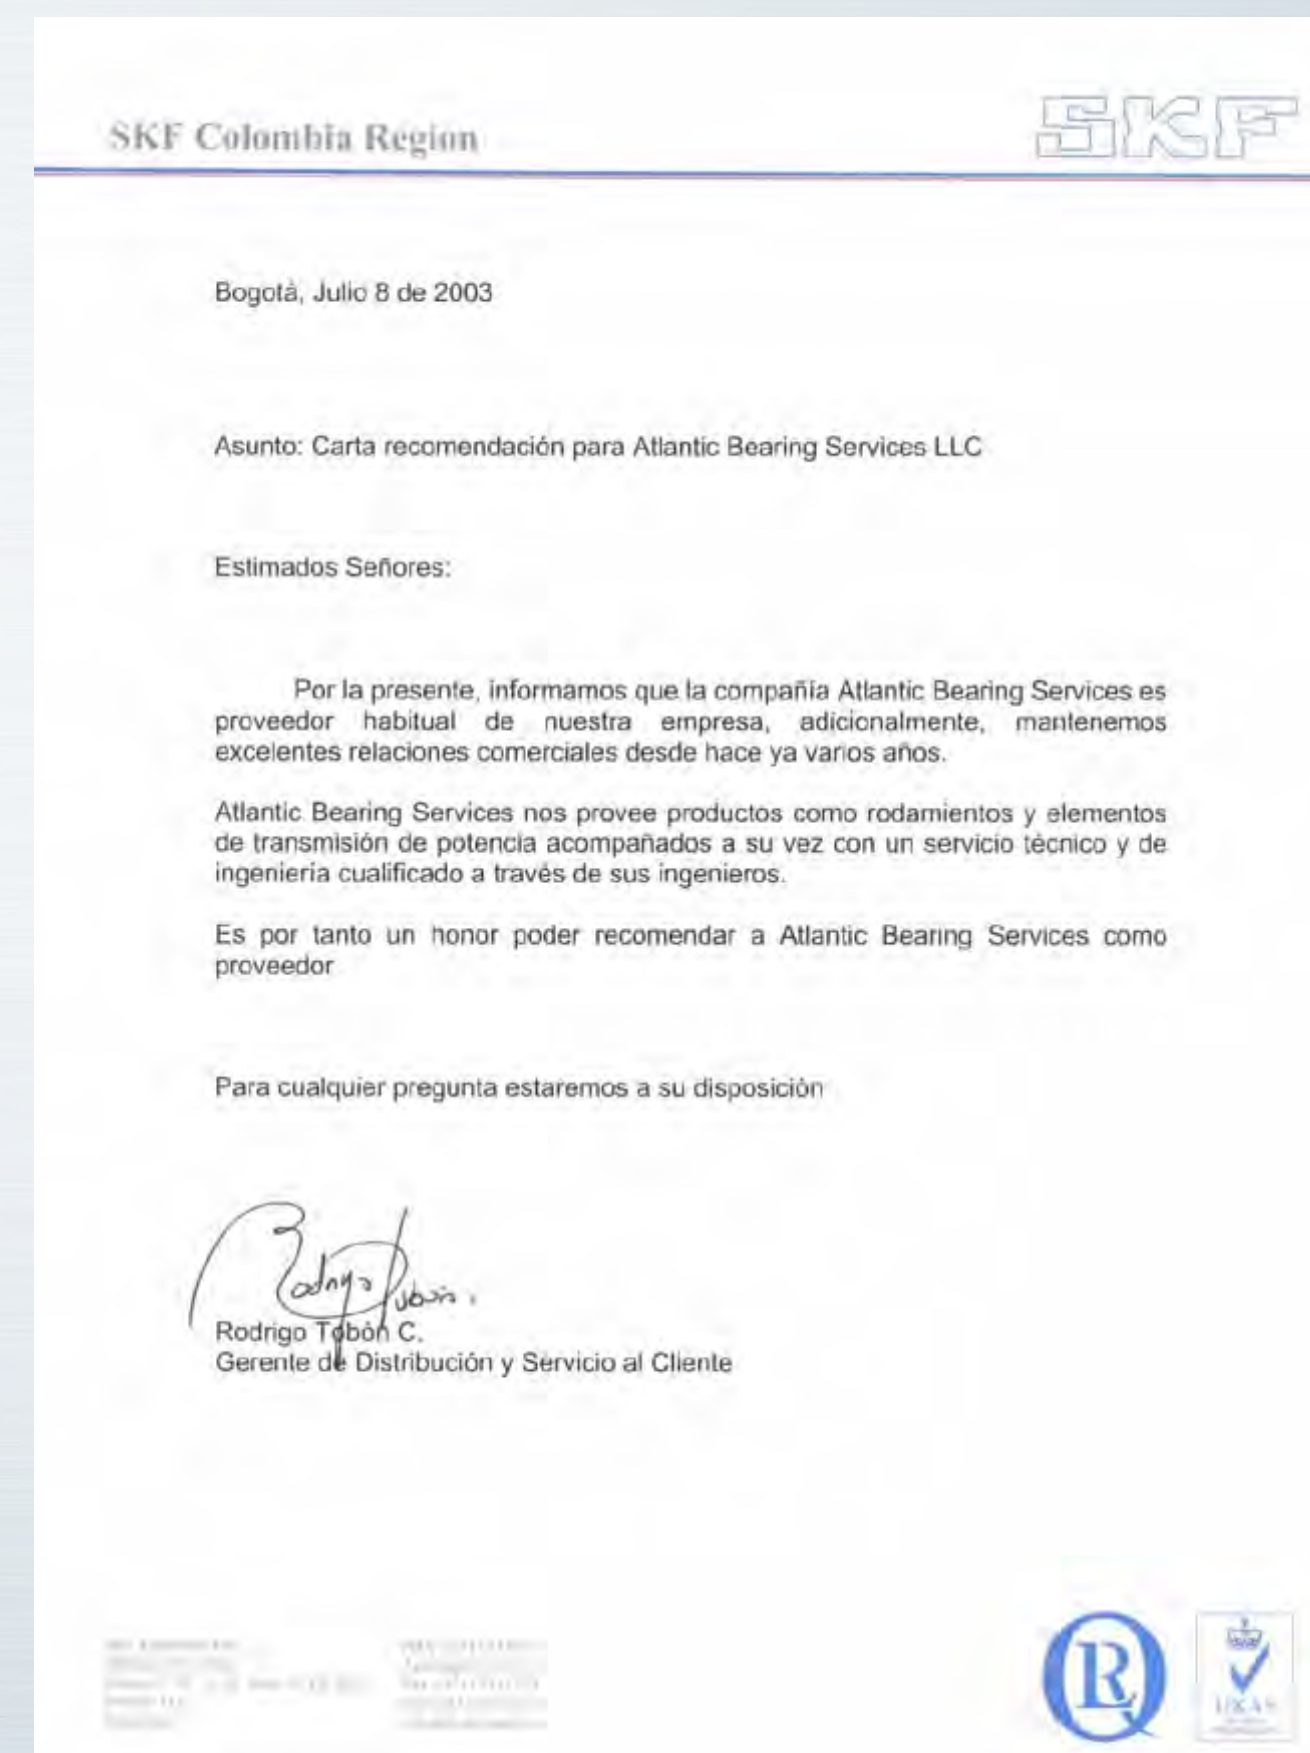 SKF Colombia Region
SKF
Bogotà, Julio 8 de 2003
Asunto: Carta recomendación para Atlantic Bearing Services LLC
Estimados Señores:
Por la presente, informamos que la compañía Atlantic Bearing Services es
proveedor habitual de nuestra empresa, adicionalmente, mantenemos
excelentes relaciones comerciales desde hace ya varios años.
Atlantic Bearing Services nos provee productos como rodamientos y elementos
de transmisión de potencia acompañados a su vez con un servicio técnico y de
ingeniería cualificado a través de sus ingenieros.
Es por tanto un honor poder recomendar a Atlantic Bearing Services como
proveedor
Para cualquier pregunta estaremos a su disposición
Rodrigo Tobón
Rodrigo Tobòn C.
Gerente de Distribución y Servicio al Cliente
QR
UKAS